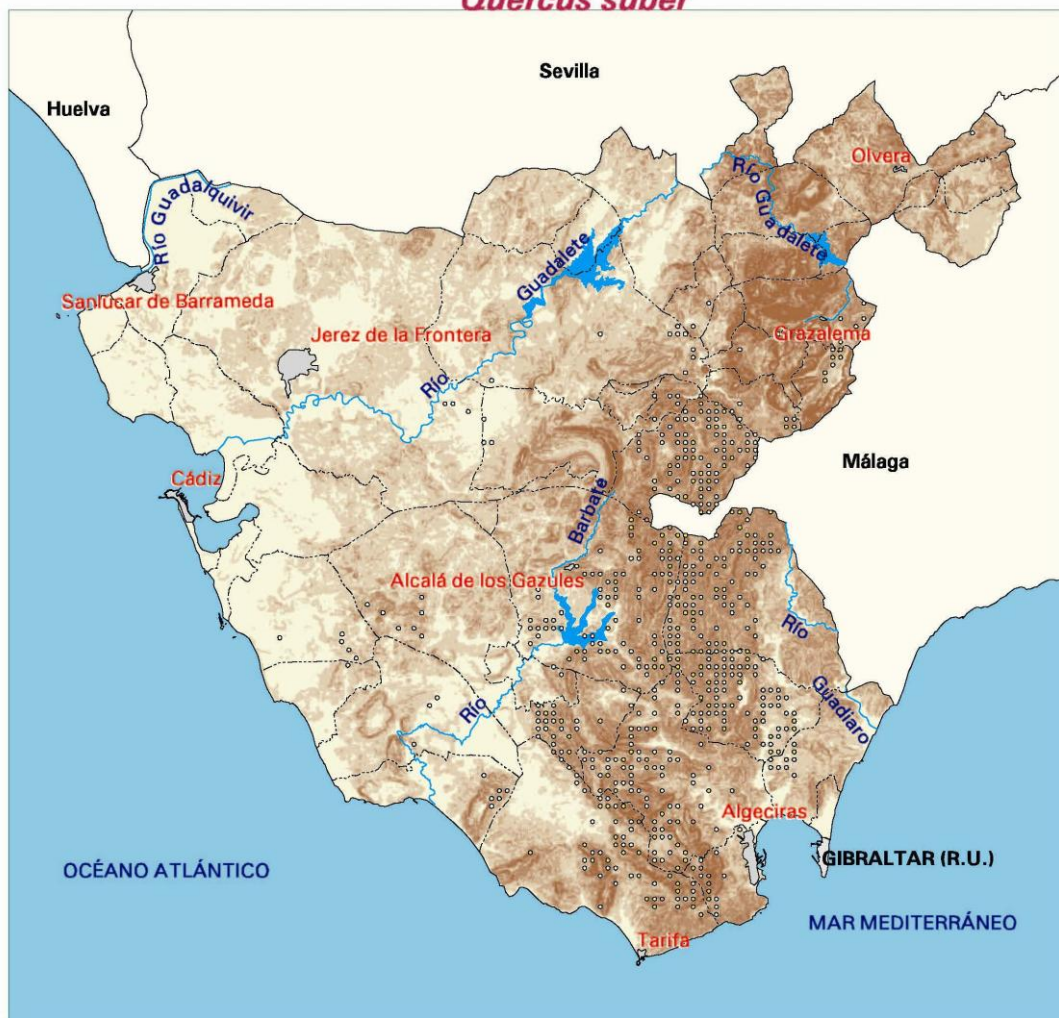 Quercus suber
Sevilla
Huelva
Olvera
Río Guadalquivir
Río Guadalete
Guadalete
Sanlúcar de Barrameda
Jerez de la Frontera
Grazalema
Río
Málaga
Cádiz
Barbate
Alcalá de los Gazules
Río
Guadiaro
Río
Algeciras
OCÉANO ATLÁNTICO
GIBRALTAR (R.U.)
MAR MEDITERRÁNEO
Tarifa